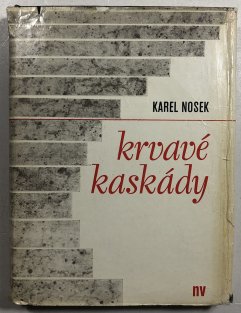 KAREL NOSEK
krvavé
kaskády
nv